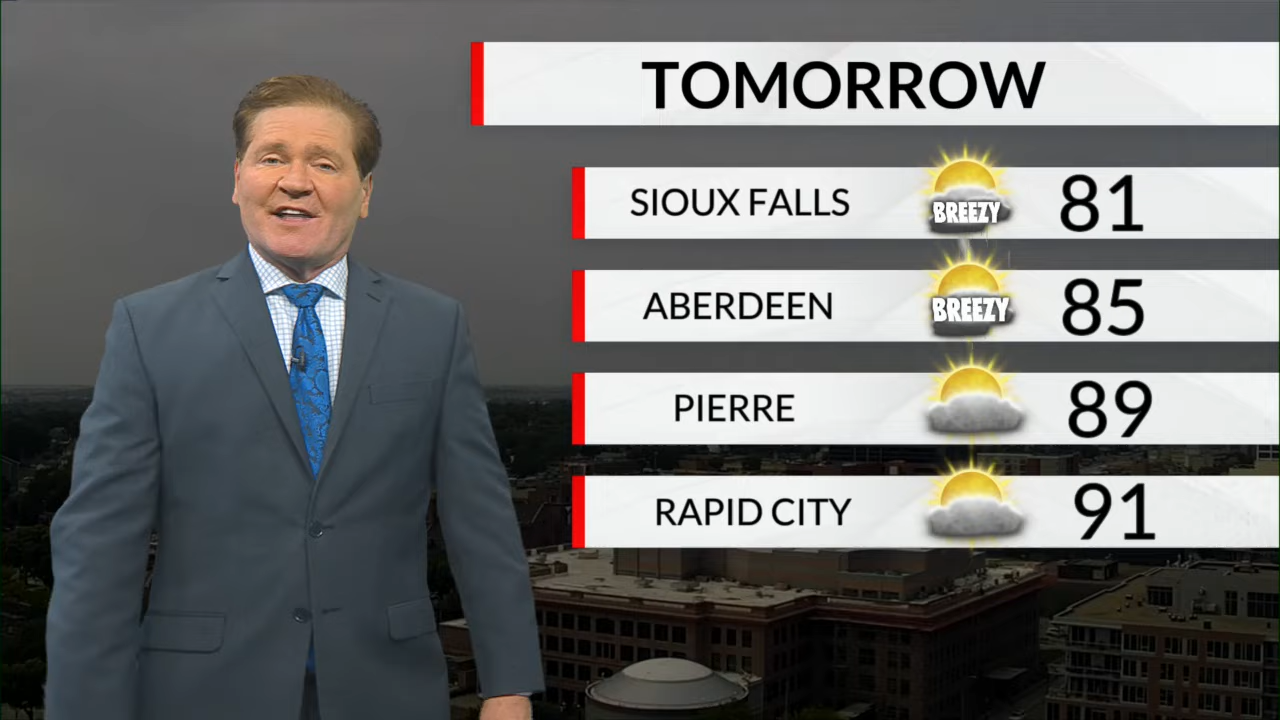 TOMORROW
SIOUX FALLS BREEZY 81
ABERDEEN BREEZY 85
PIERRE 89
RAPID CITY 91